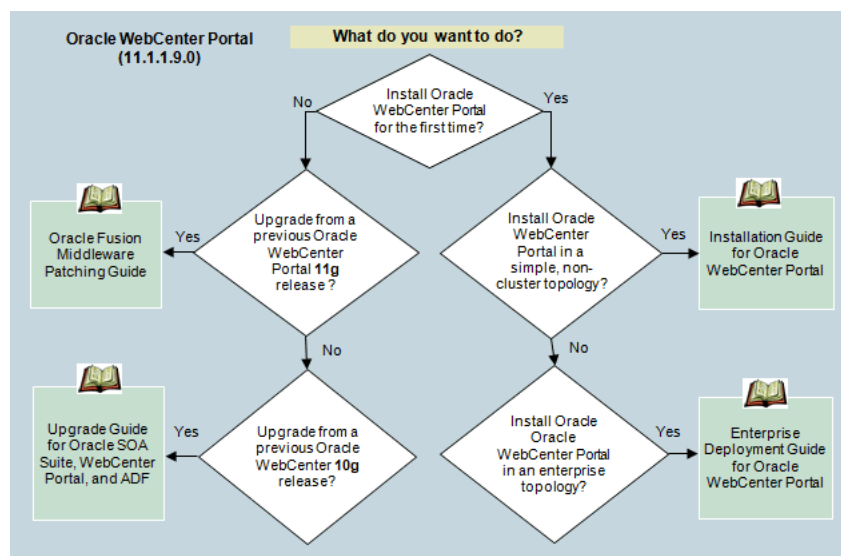 Oracle WebCenter Portal
(11.1.1.9.0)
What do you want to do?
Install Oracle
WebCenter Portal
for the first time?
No
Yes
Upgrade from a
previous Oracle
WebCenter
Portal 11g
release ?
Yes
Oracle Fusion
Middleware
Patching Guide
Install Oracle
WebCenter
Portal in a
simple, non-
cluster topology?
Yes
Installation Guide
for Oracle
WebCenter Portal
No
No
Upgrade from a
previous Oracle
WebCenter 10g
release?
Yes
Upgrade Guide
for Oracle SOA
Suite, WebCenter
Portal, and ADF
Install Oracle
Oracle
WebCenter Portal
in an enterprise
topology?
Yes
Enterprise
Deployment Guide
for Oracle
WebCenter Portal